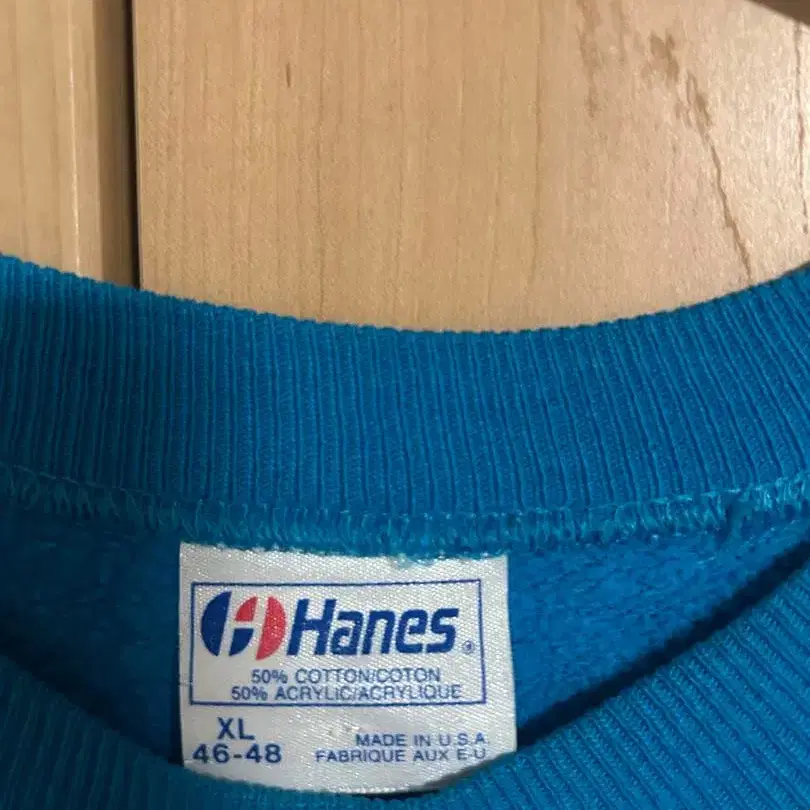 Hanes®
50% COTTON/COTON
50% ACRYLIC/ACRYLIQUE
XL
46-48
MADE IN U.S.A
FABRIQUE AUX E-U